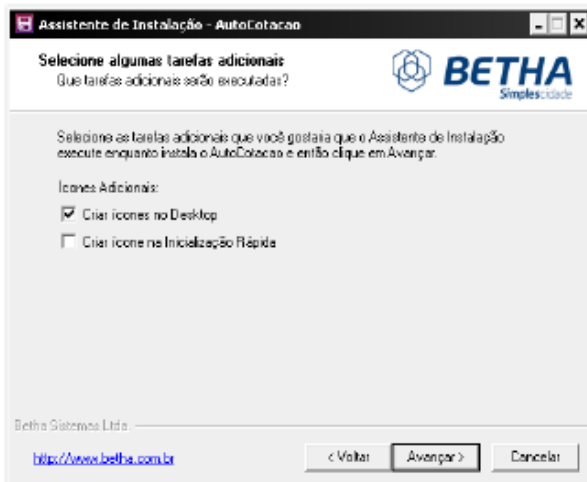 Assistente de Instalação - AutoCotacao
Selecione algumas tarefas adicionais
Que tarefas adicionais serão executadas?
BETHA
Simplescidade
Selecione as tarefas adicionais que você gostaria que o Assistente de Instalação
execute enquanto instala o AutoCotacao e então clique em Avançar.
Ícones Adicionais:
Criar ícones no Desktop
Criar ícone na Inicialização Rápida
Betha Sistemas Ltda.
http://www.betha.com.br
< Voltar
Avançar >
Cancelar